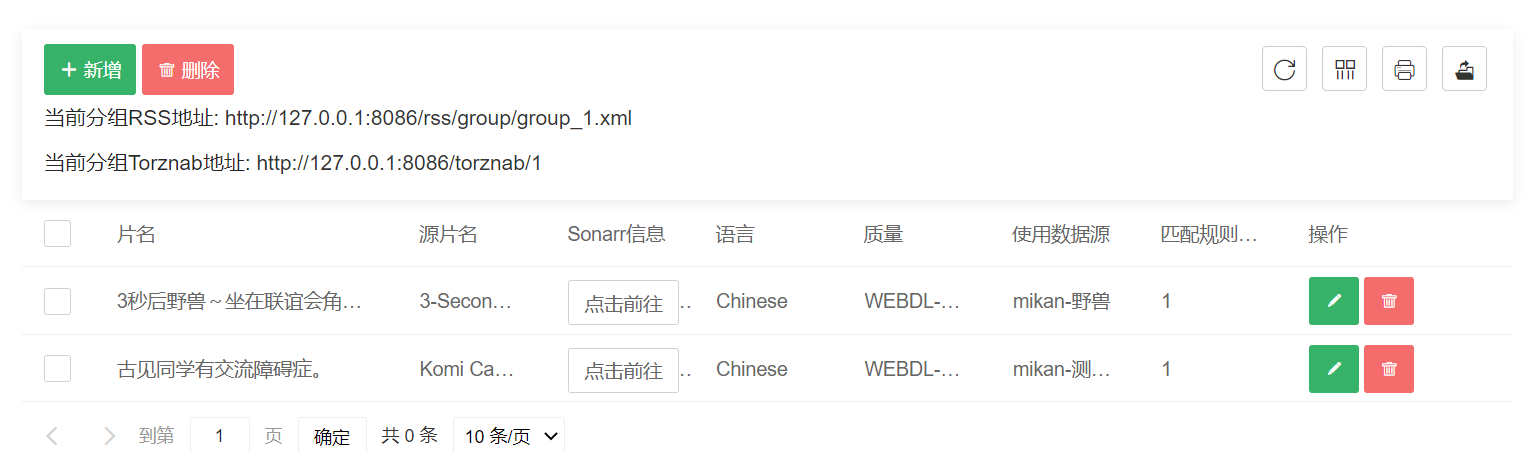 新增 删除
当前分组RSS地址: http://127.0.0.1:8086/rss/group/group_1.xml
当前分组Torznab地址: http://127.0.0.1:8086/torznab/1
片名 源片名 Sonarr信息 语言 质量 使用数据源 匹配规则… 操作
3秒后野兽～坐在联谊会角… 3-Secon… 点击前往 .. Chinese WEBDL-… mikan-野兽 1
古见同学有交流障碍症。 Komi Ca… 点击前往 .. Chinese WEBDL-… mikan-测… 1
到第 1 页 确定 共 0 条 10 条/页